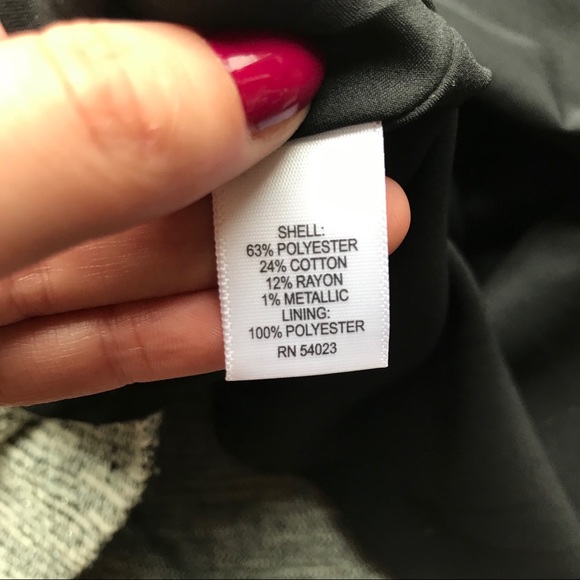 SHELL:
63% POLYESTER
24% COTTON
12% RAYON
1% METALLIC
LINING:
100% POLYESTER
RN 54023